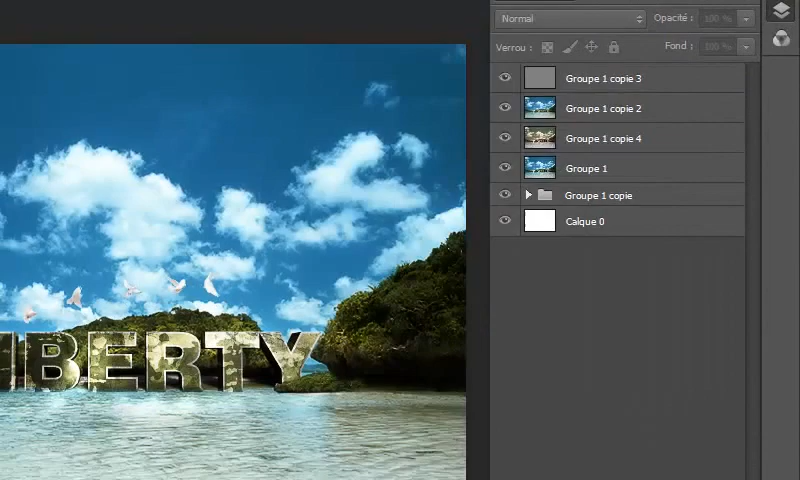 Normal
Opacité : 100 %
Verrou :
Fond : 100 %
Groupe 1 copie 3
Groupe 1 copie 2
Groupe 1 copie 4
Groupe 1
Groupe 1 copie
Calque 0
IBERTY